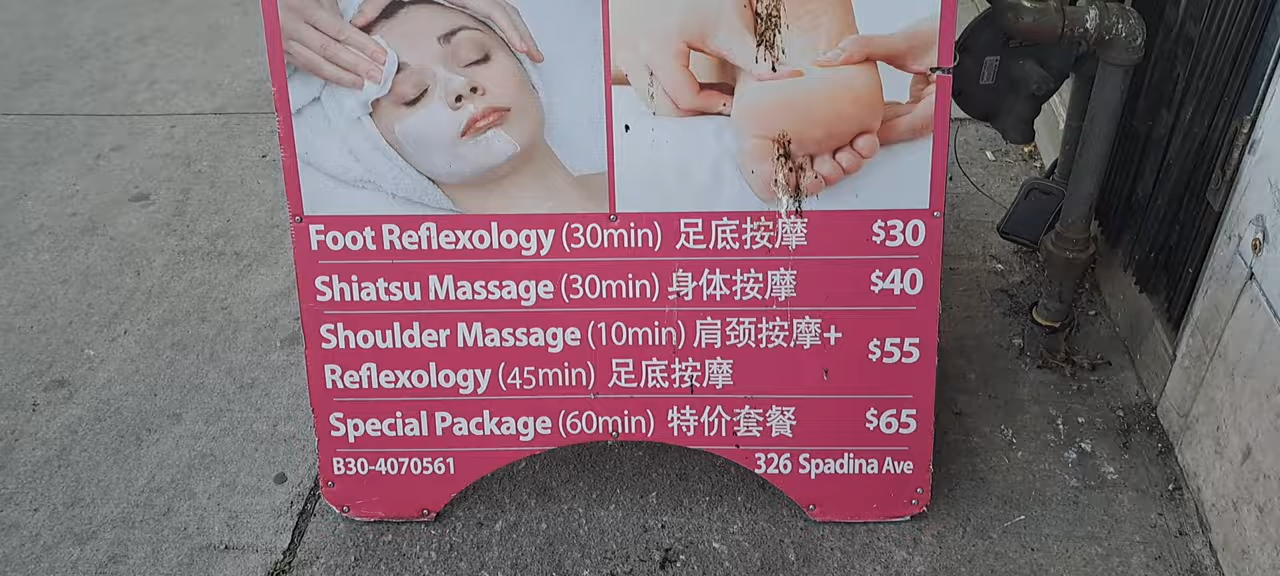 Foot Reflexology (30min) 足底按摩 $30
Shiatsu Massage (30min) 身体按摩 $40
Shoulder Massage (10min) 肩颈按摩+
Reflexology (45min) 足底按摩 $55
Special Package (60min) 特价套餐 $65
B30-4070561 326 Spadina Ave